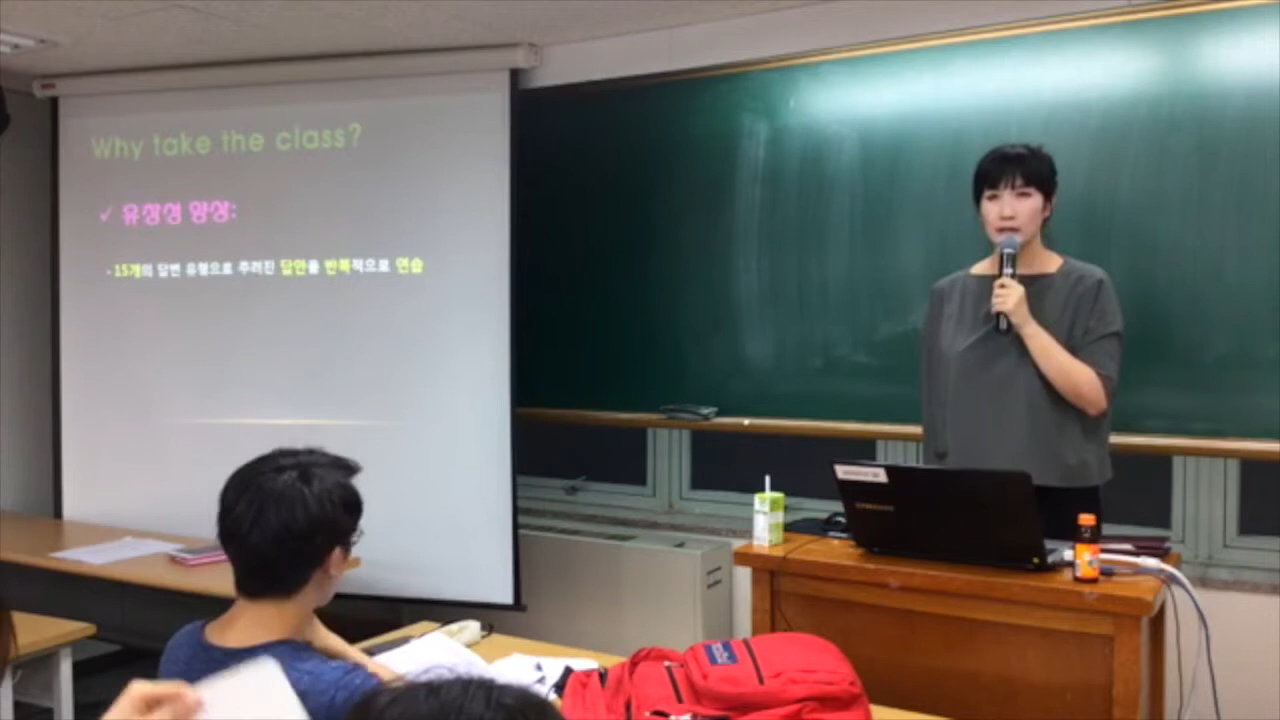 Why take the class?
✓ 유창성 향상:
- 15개의 답변 유형으로 추려진 답안을 반복적으로 연습
SAMSUNG